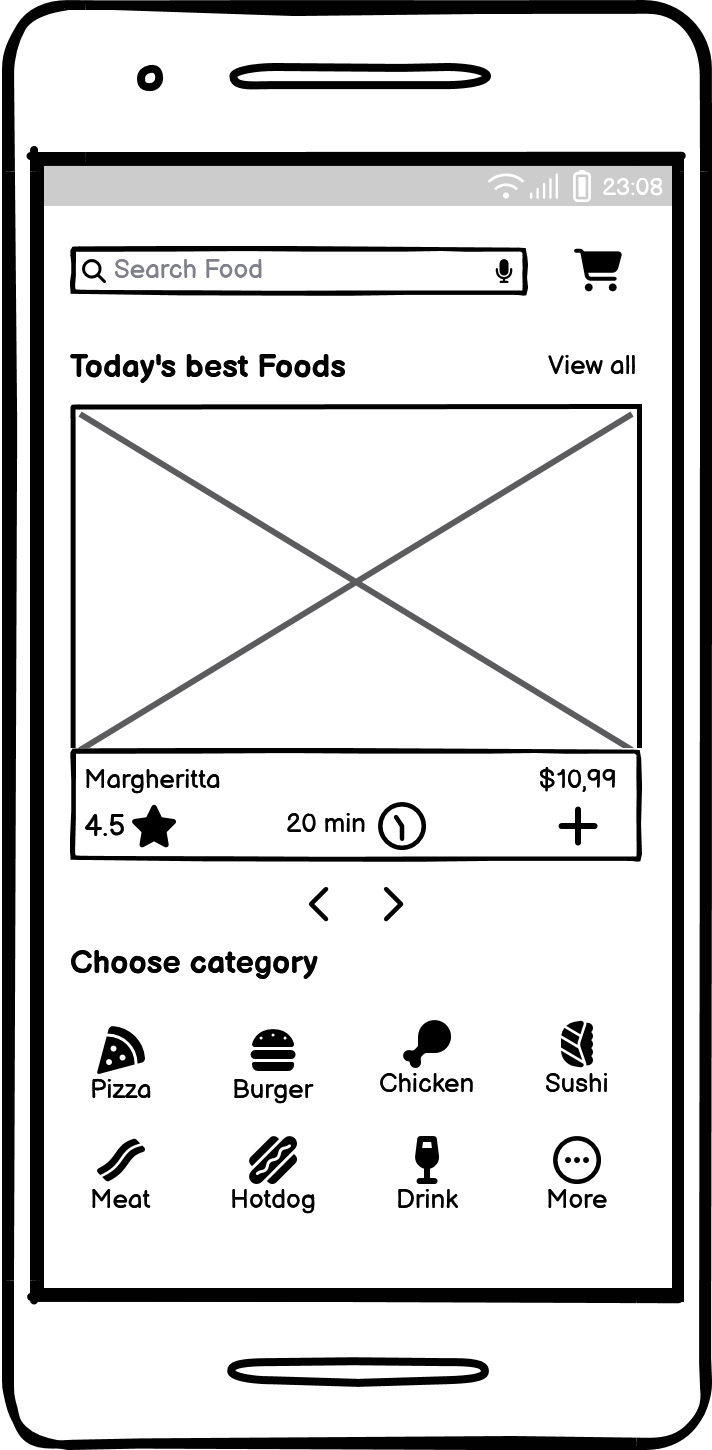 23:08
Search Food
Today's best Foods View all
Margheritta $10,99
4.5 20 min
Choose category
Pizza Burger Chicken Sushi
Meat Hotdog Drink More